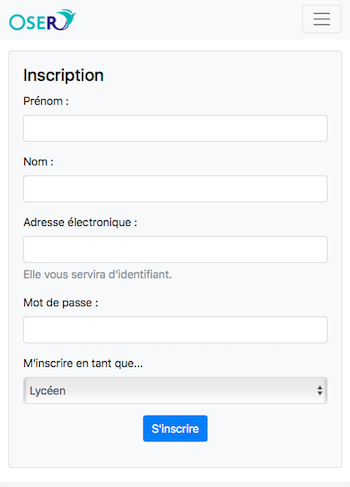 OSER
Inscription
Prénom :
Nom :
Adresse électronique :
Elle vous servira d'identifiant.
Mot de passe :
M'inscrire en tant que...
Lycéen
S'inscrire